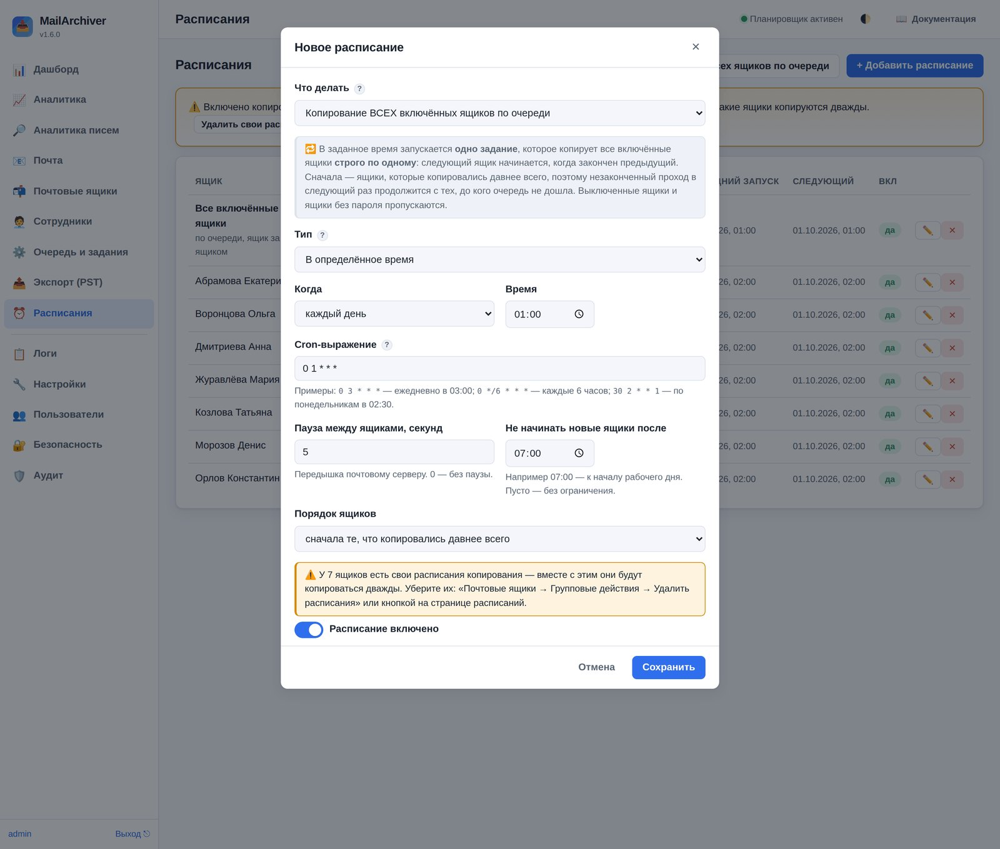 MailArchiver
v1.6.0
Дашборд
Аналитика
Аналитика писем
Почта
Почтовые ящики
Сотрудники
Очередь и задания
Экспорт (PST)
Расписания
Логи
Настройки
Пользователи
Безопасность
Аудит
admin
Выход
Расписания
Планировщик активен
Документация
Расписания
ех ящиков по очереди
+ Добавить расписание
Включено копиро
акие ящики копируются дважды.
Удалить свои рас
ЯЩИК
НИЙ ЗАПУСК СЛЕДУЮЩИЙ ВКЛ
Все включённые
ящики
по очереди, ящик за
ящиком
26, 01:00 01.10.2026, 01:00 да
Абрамова Екатери 26, 02:00 01.10.2026, 02:00 да
Воронцова Ольга 26, 02:00 01.10.2026, 02:00 да
Дмитриева Анна 26, 02:00 01.10.2026, 02:00 да
Журавлёва Мария 26, 02:00 01.10.2026, 02:00 да
Козлова Татьяна 26, 02:00 01.10.2026, 02:00 да
Морозов Денис 26, 02:00 01.10.2026, 02:00 да
Орлов Константин 26, 02:00 01.10.2026, 02:00 да
Новое расписание
Что делать ?
Копирование ВСЕХ включённых ящиков по очереди
В заданное время запускается одно задание, которое копирует все включённые
ящики строго по одному: следующий ящик начинается, когда закончен предыдущий.
Сначала — ящики, которые копировались давнее всего, поэтому незаконченный проход в
следующий раз продолжится с тех, до кого очередь не дошла. Выключенные ящики и
ящики без пароля пропускаются.
Тип ?
В определённое время
Когда Время
каждый день 01:00
Cron-выражение ?
0 1 * * *
Примеры: 0 3 * * * — ежедневно в 03:00; 0 */6 * * * — каждые 6 часов; 30 2 * * 1 — по
понедельникам в 02:30.
Пауза между ящиками, секунд Не начинать новые ящики после
5 07:00
Передышка почтовому серверу. 0 — без паузы.
Например 07:00 — к началу рабочего дня.
Пусто — без ограничения.
Порядок ящиков
сначала те, что копировались давнее всего
У 7 ящиков есть свои расписания копирования — вместе с этим они будут
копироваться дважды. Уберите их: «Почтовые ящики → Групповые действия → Удалить
расписания» или кнопкой на странице расписаний.
Расписание включено
Отмена Сохранить